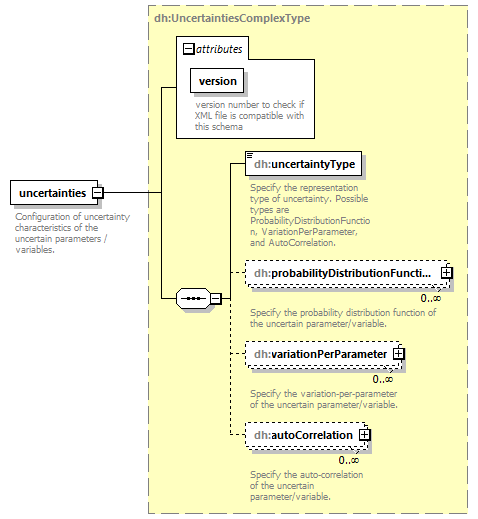 dh:UncertaintiesComplexType
attributes
version
version number to check if
XML file is compatible with
this schema
uncertainties
Configuration of uncertainty
characteristics of the
uncertain parameters /
variables.
dh:uncertaintyType
Specify the representation
type of uncertainty. Possible
types are
ProbabilityDistributionFunctio
n, VariationPerParameter,
and AutoCorrelation.
dh:probabilityDistributionFuncti...
0..∞
Specify the probability distribution function of
the uncertain parameter/variable.
dh:variationPerParameter
0..∞
Specify the variation-per-parameter
of the uncertain parameter/variable.
dh:autoCorrelation
0..∞
Specify the auto-correlation
of the uncertain
parameter/variable.